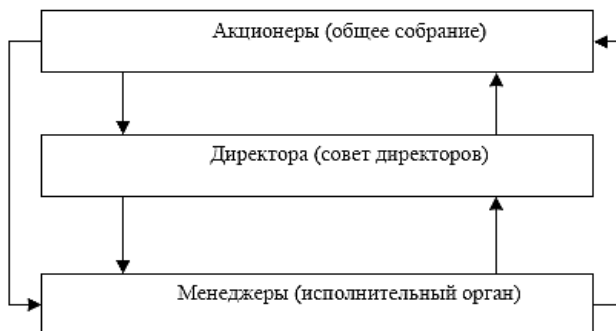 Акционеры (общее собрание)
Директора (совет директоров)
Менеджеры (исполнительный орган)